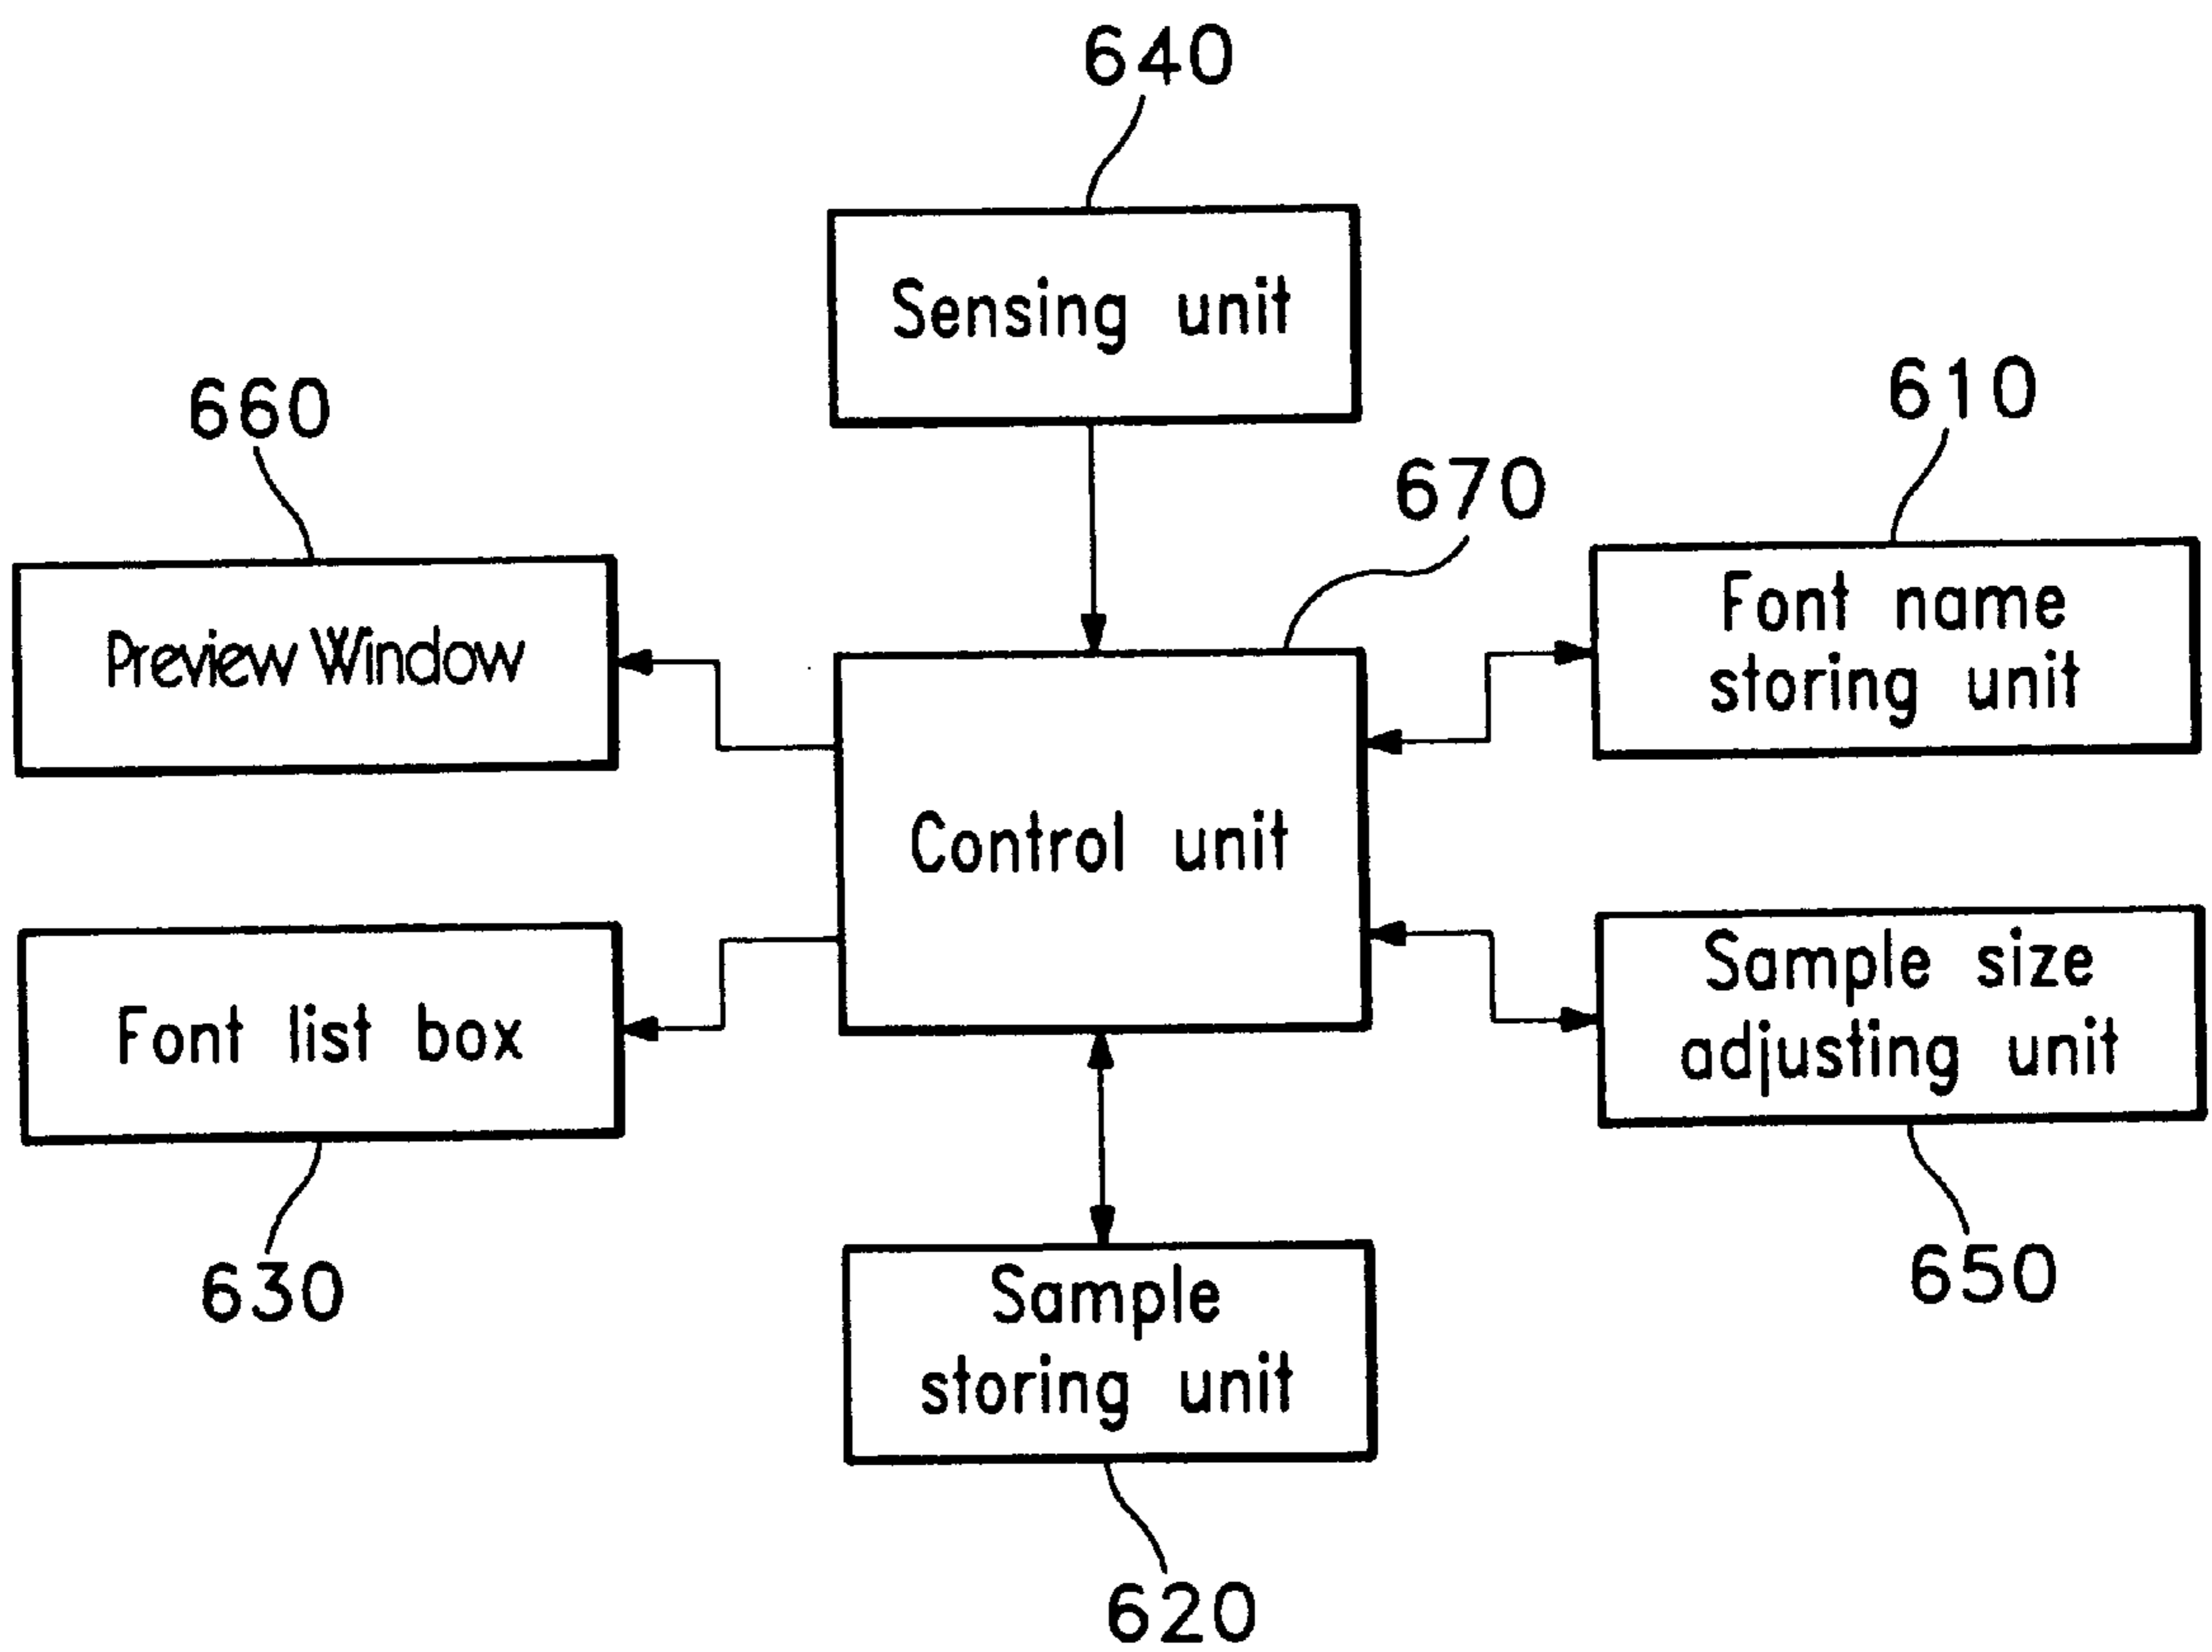 640
Sensing unit
660
670
610
Preview Window
Font name
storing unit
Control unit
Font list box
Sample size
adjusting unit
630
650
Sample
storing unit
620